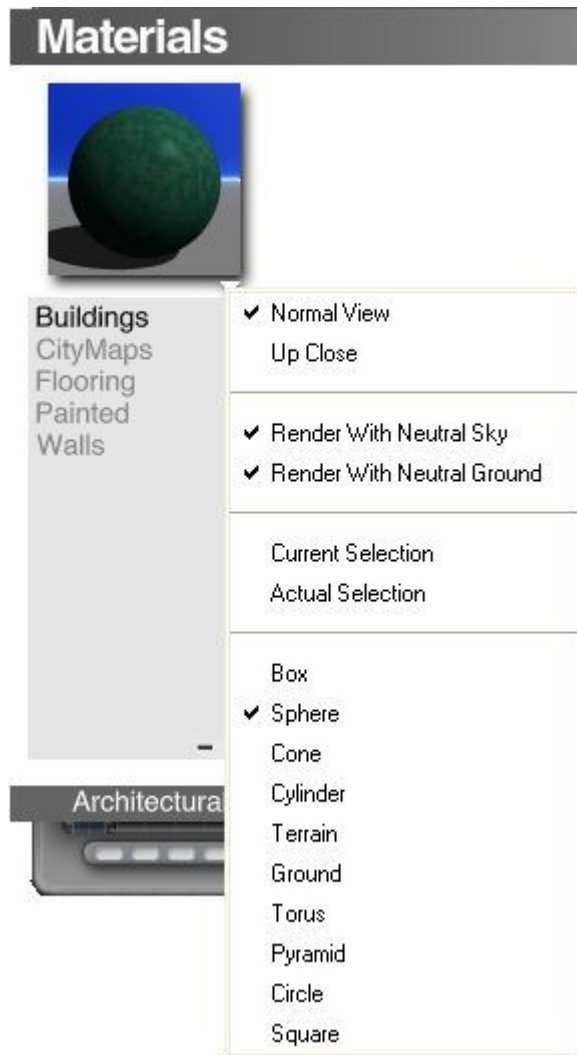 Materials
Buildings
CityMaps
Flooring
Painted
Walls
Architectura
Normal View
Up Close
Render With Neutral Sky
Render With Neutral Ground
Current Selection
Actual Selection
Box
Sphere
Cone
Cylinder
Terrain
Ground
Torus
Pyramid
Circle
Square